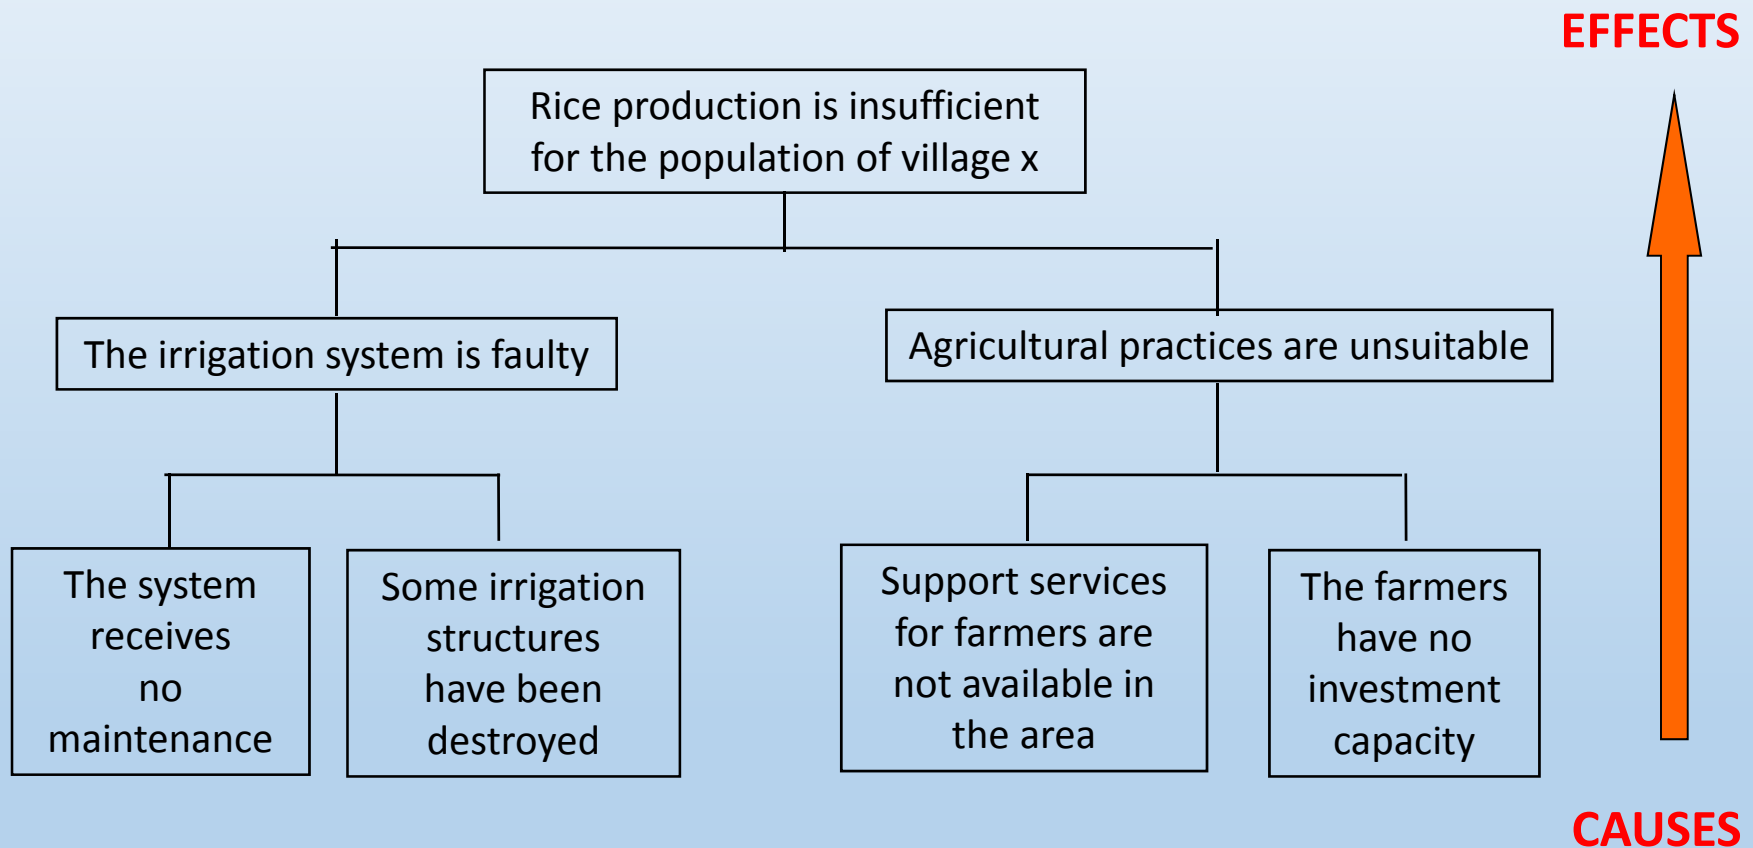 EFFECTS
Rice production is insufficient
for the population of village x
The irrigation system is faulty
Agricultural practices are unsuitable
The system
receives
no
maintenance
Some irrigation
structures
have been
destroyed
Support services
for farmers are
not available in
the area
The farmers
have no
investment
capacity
CAUSES